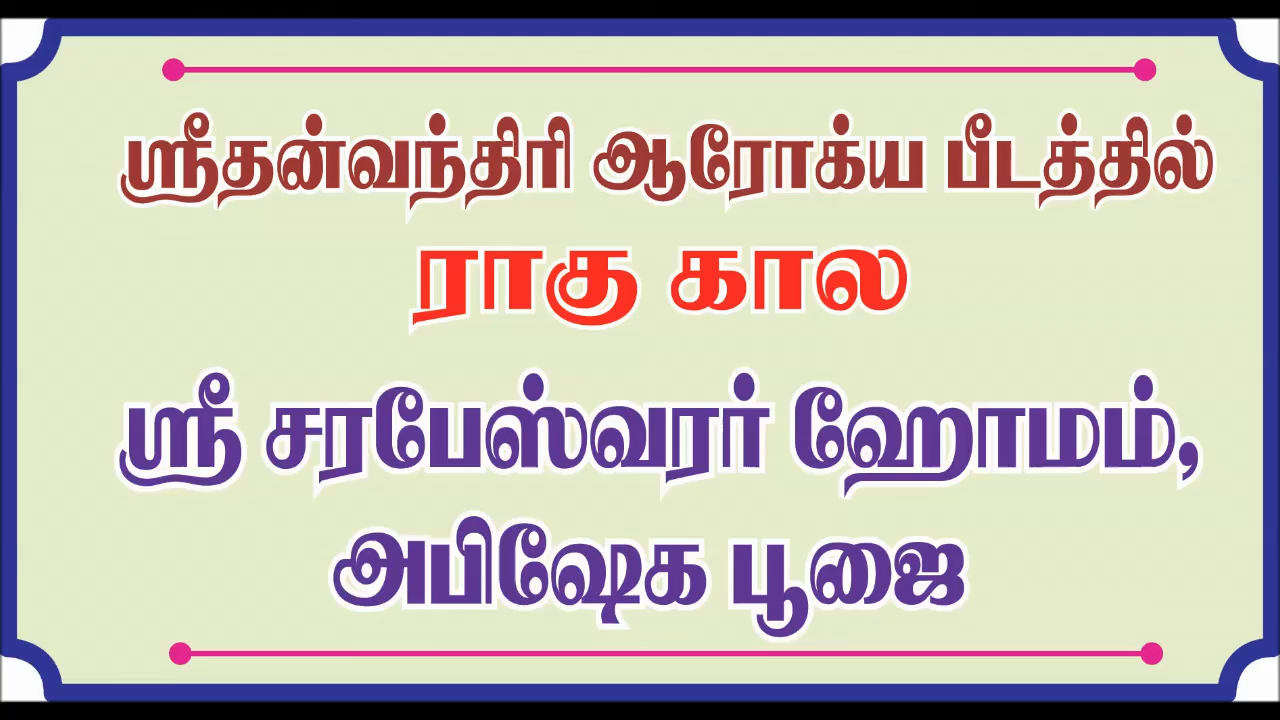 ஸ்ரீதன்வந்திரி ஆரோக்ய பீடத்தில்
ராகு கால
ஸ்ரீ சரபேஸ்வரர் ஹோமம்,
அபிஷேக பூஜை